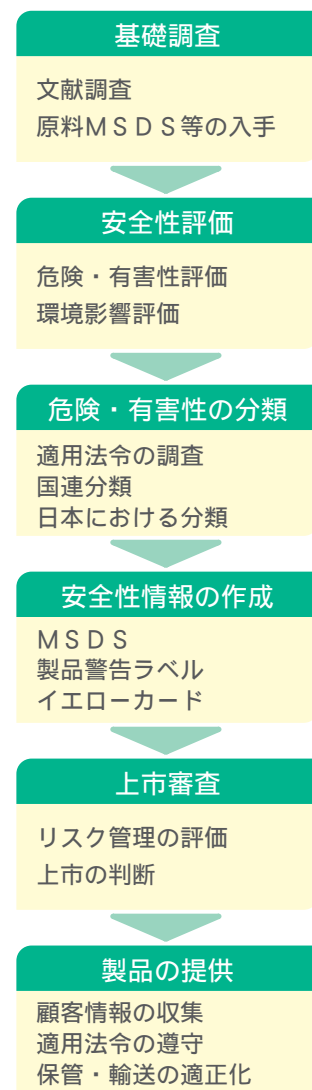 基礎調査
文献調査
原料ＭＳＤＳ等の入手
安全性評価
危険・有害性評価
環境影響評価
危険・有害性の分類
適用法令の調査
国連分類
日本における分類
安全性情報の作成
ＭＳＤＳ
製品警告ラベル
イエローカード
上市審査
リスク管理の評価
上市の判断
製品の提供
顧客情報の収集
適用法令の遵守
保管・輸送の適正化